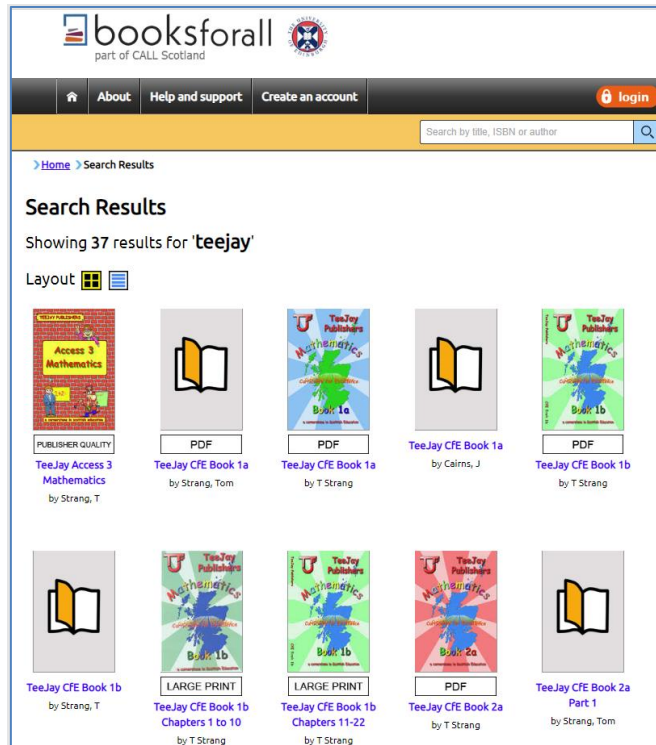 booksforall
part of CALL Scotland
THE UNIVERSITY OF EDINBURGH
About Help and support Create an account login
Search by title, ISBN or author
Home Search Results
Search Results
Showing 37 results for 'teejay'
Layout
TEEJAY PUBLISHERS
Access 3
Mathematics
PUBLISHER QUALITY
TeeJay Access 3
Mathematics
by Strang, T
PDF
TeeJay CfE Book 1a
by Strang, Tom
TeeJay
Publishers
Mathematics
Book 1a
PDF
TeeJay CfE Book 1a
by T Strang
TeeJay CfE Book 1a
by Cairns, J
TeeJay
Publishers
Mathematics
Book 1b
PDF
TeeJay CfE Book 1b
by T Strang
TeeJay CfE Book 1b
by Strang, T
TeeJay
Publishers
Mathematics
Book 1b
LARGE PRINT
TeeJay CfE Book 1b
Chapters 1 to 10
by T Strang
TeeJay
Publishers
Mathematics
Book 1b
LARGE PRINT
TeeJay CfE Book 1b
Chapters 11-22
by T Strang
TeeJay
Publishers
Mathematics
Book 2a
PDF
TeeJay CfE Book 2a
by T Strang
TeeJay CfE Book 2a
Part 1
by Strang, Tom